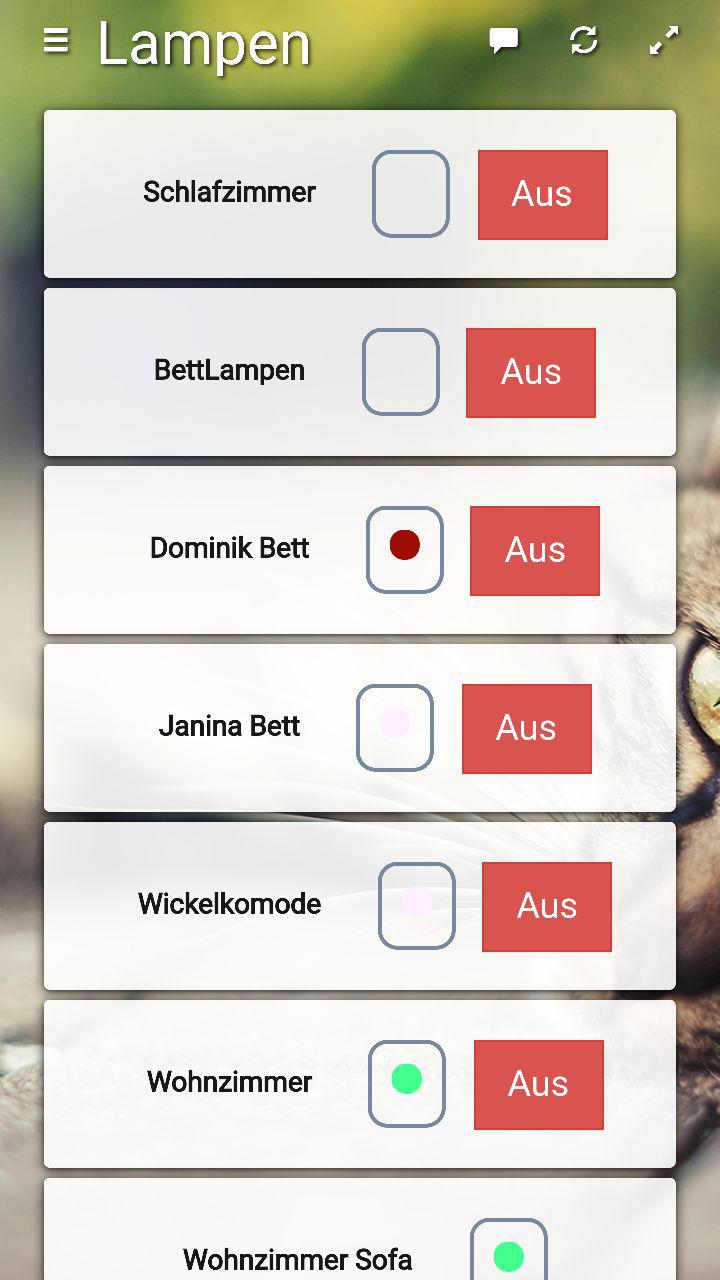 Lampen
Schlafzimmer Aus
BettLampen Aus
Dominik Bett Aus
Janina Bett Aus
Wickelkomode Aus
Wohnzimmer Aus
Wohnzimmer Sofa